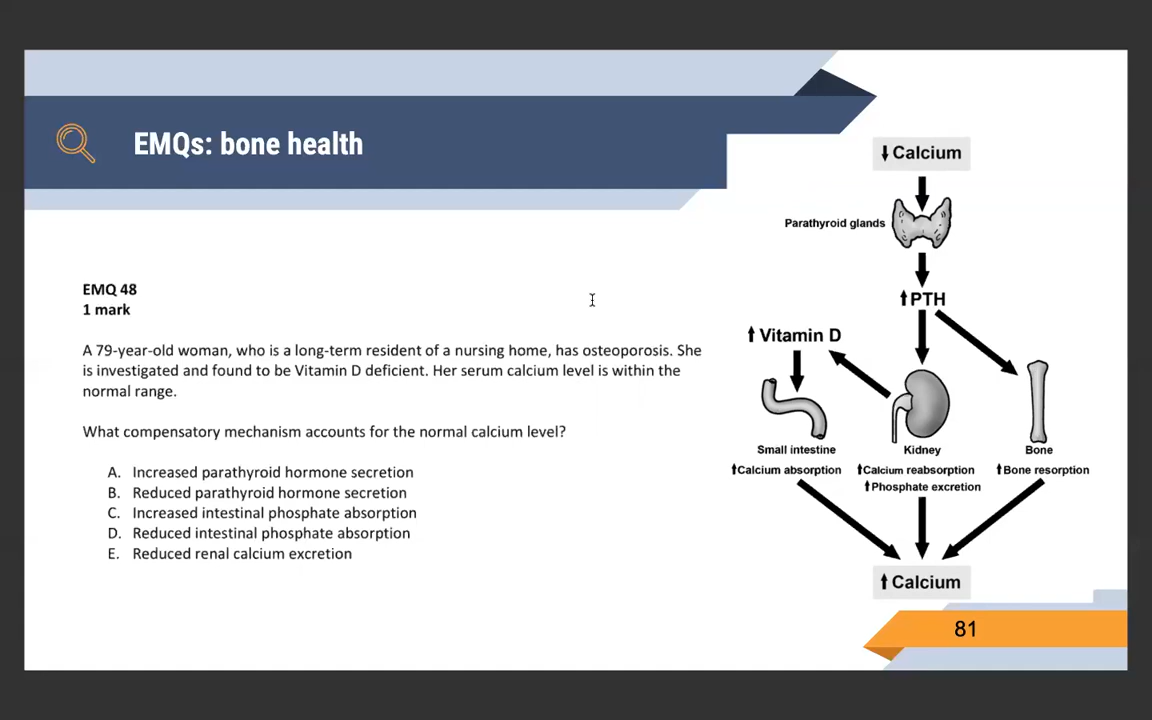 EMQs: bone health
EMQ 48
1 mark
A 79-year-old woman, who is a long-term resident of a nursing home, has osteoporosis. She
is investigated and found to be Vitamin D deficient. Her serum calcium level is within the
normal range.
What compensatory mechanism accounts for the normal calcium level?
A. Increased parathyroid hormone secretion
B. Reduced parathyroid hormone secretion
C. Increased intestinal phosphate absorption
D. Reduced intestinal phosphate absorption
E. Reduced renal calcium excretion
↓Calcium
Parathyroid glands
↑PTH
↑Vitamin D
Small intestine
↑Calcium absorption
Kidney
↑Calcium reabsorption
↑Phosphate excretion
Bone
↑Bone resorption
↑Calcium
81